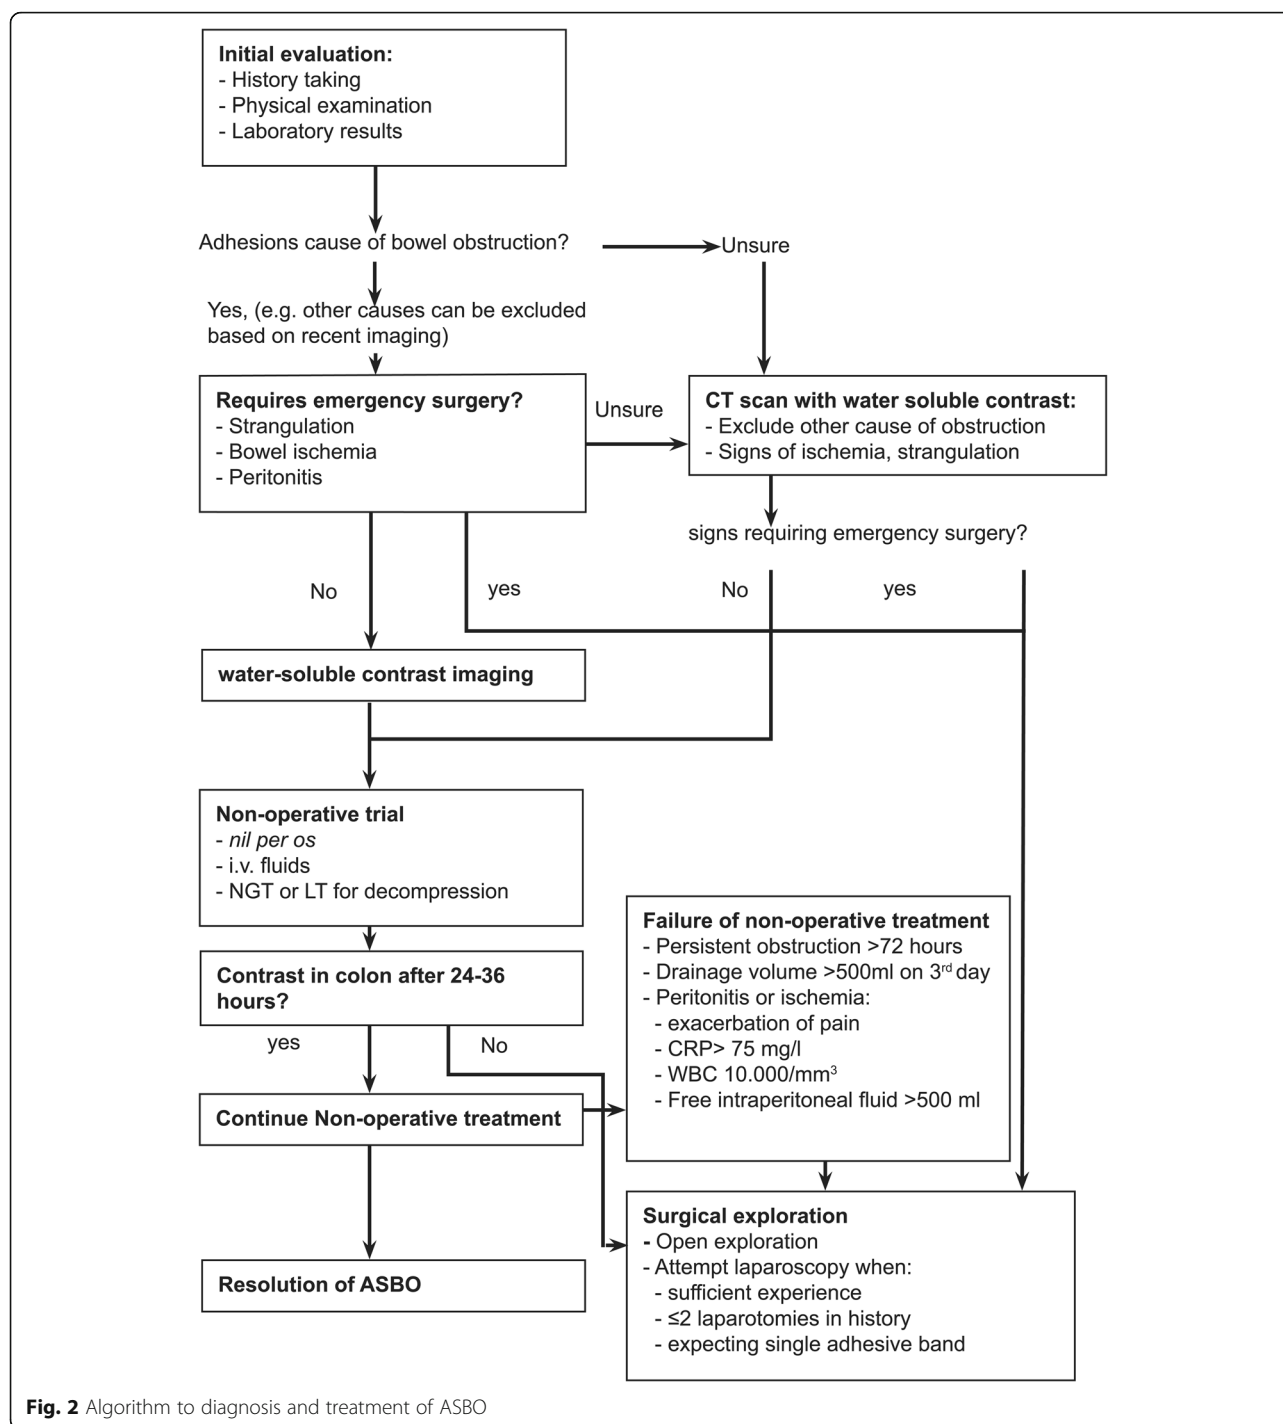 Initial evaluation:
- History taking
- Physical examination
- Laboratory results
Adhesions cause of bowel obstruction?
Unsure
Yes, (e.g. other causes can be excluded
based on recent imaging)
Requires emergency surgery?
- Strangulation
- Bowel ischemia
- Peritonitis
Unsure
CT scan with water soluble contrast:
- Exclude other cause of obstruction
- Signs of ischemia, strangulation
signs requiring emergency surgery?
No
yes
No
yes
water-soluble contrast imaging
Non-operative trial
- nil per os
- i.v. fluids
- NGT or LT for decompression
Contrast in colon after 24-36
hours?
yes
No
Continue Non-operative treatment
Failure of non-operative treatment
- Persistent obstruction >72 hours
- Drainage volume >500ml on 3rd day
- Peritonitis or ischemia:
- exacerbation of pain
- CRP> 75 mg/l
- WBC 10.000/mm³
- Free intraperitoneal fluid >500 ml
Resolution of ASBO
Surgical exploration
- Open exploration
- Attempt laparoscopy when:
- sufficient experience
- ≤2 laparotomies in history
- expecting single adhesive band
Fig. 2 Algorithm to diagnosis and treatment of ASBO